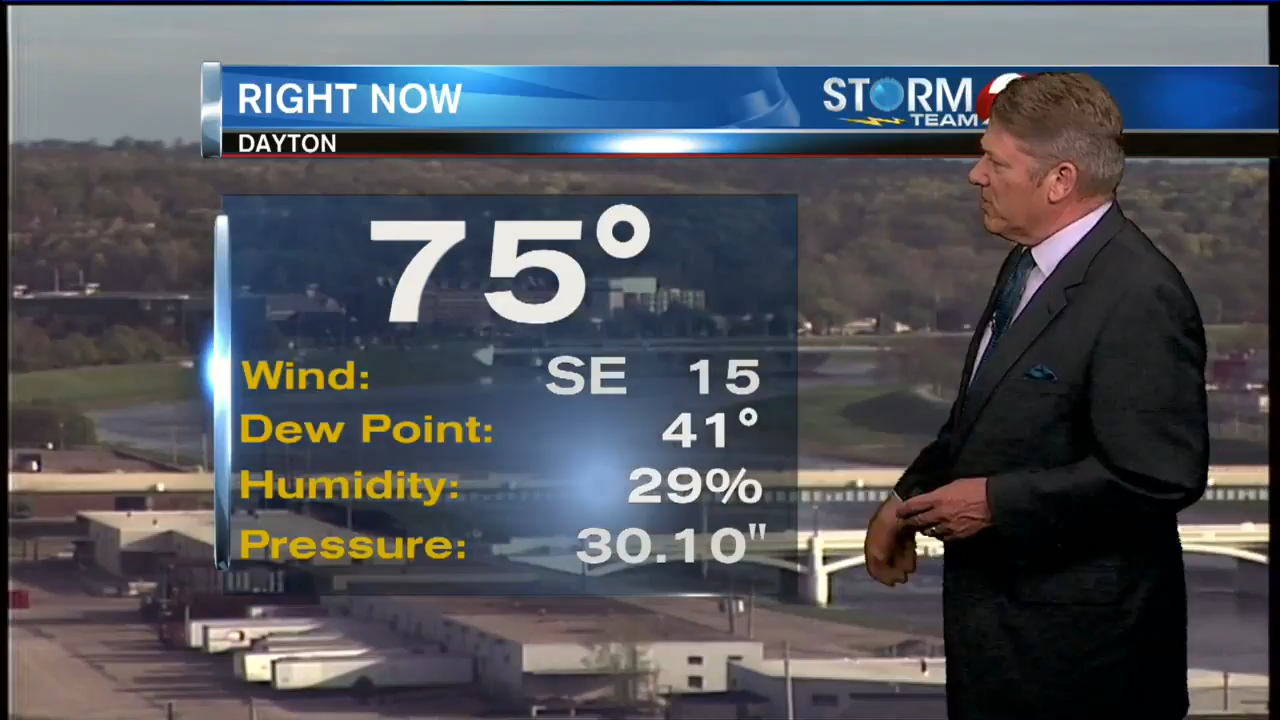 RIGHT NOW
STORM
TEAM
DAYTON
75°
Wind: SE 15
Dew Point: 41°
Humidity: 29%
Pressure: 30.10"